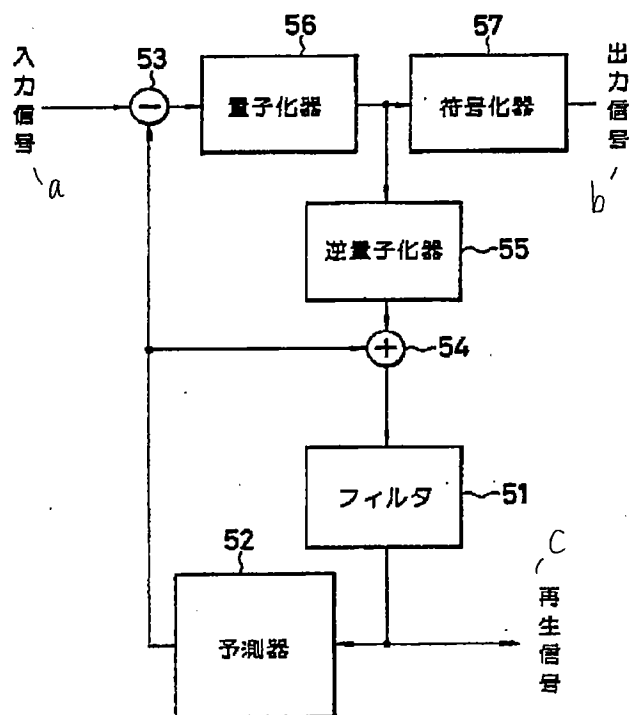 入力信号
a
53
56
量子化器
57
符号化器
出力信号
b
逆量子化器
55
54
フィルタ
51
52
予測器
C
再生信号